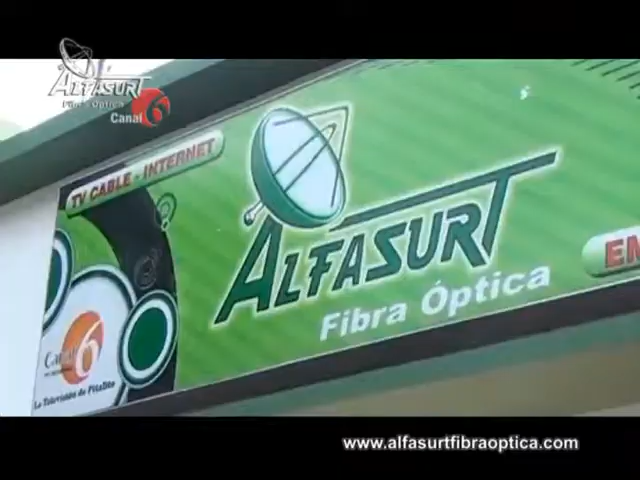 ALFASURT
Fibra Óptica
Canal 6
TV CABLE - INTERNET
ALFASURT
Fibra Óptica
EM
Canal 6
La Televisión de Pitalito
www.alfasurtfibraoptica.com